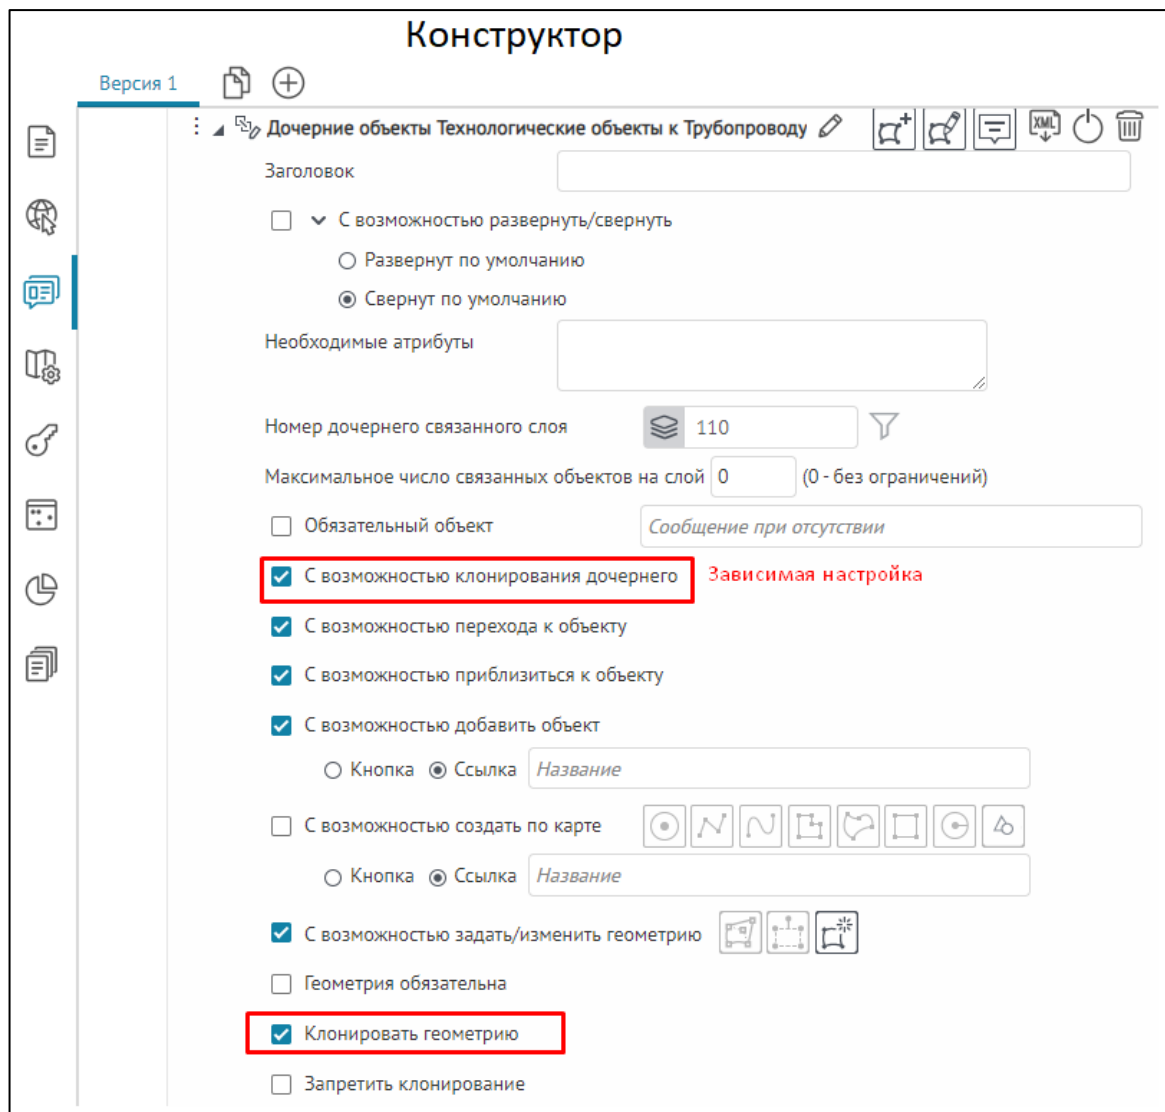 Конструктор
Версия 1
Дочерние объекты Технологические объекты к Трубопроводу
XML
Заголовок
С возможностью развернуть/свернуть
Развернут по умолчанию
Свернут по умолчанию
Необходимые атрибуты
Номер дочернего связанного слоя 110
Максимальное число связанных объектов на слой 0 (0 - без ограничений)
Обязательный объект Сообщение при отсутствии
С возможностью клонирования дочернего Зависимая настройка
С возможностью перехода к объекту
С возможностью приблизиться к объекту
С возможностью добавить объект
Кнопка Ссылка Название
С возможностью создать по карте
Кнопка Ссылка Название
С возможностью задать/изменить геометрию
Геометрия обязательна
Клонировать геометрию
Запретить клонирование